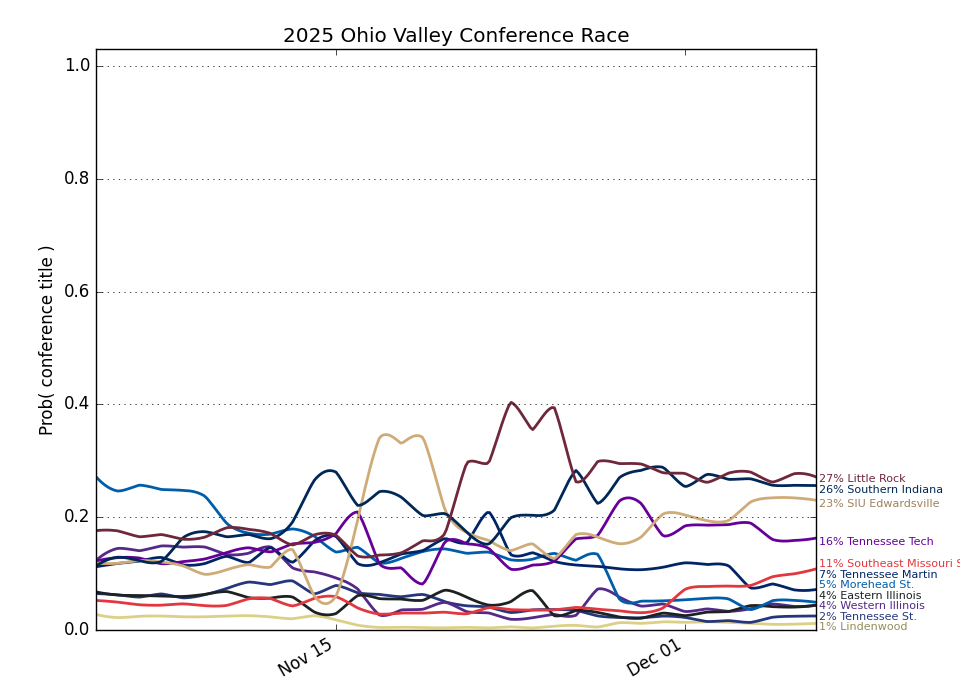 2025 Ohio Valley Conference Race
1.0
0.8
0.6
0.4
0.2
0.0
Prob( conference title )
Nov 15
Dec 01
27% Little Rock
26% Southern Indiana
23% SIU Edwardsville
16% Tennessee Tech
11% Southeast Missouri S
7% Tennessee Martin
5% Morehead St.
4% Eastern Illinois
4% Western Illinois
2% Tennessee St.
1% Lindenwood